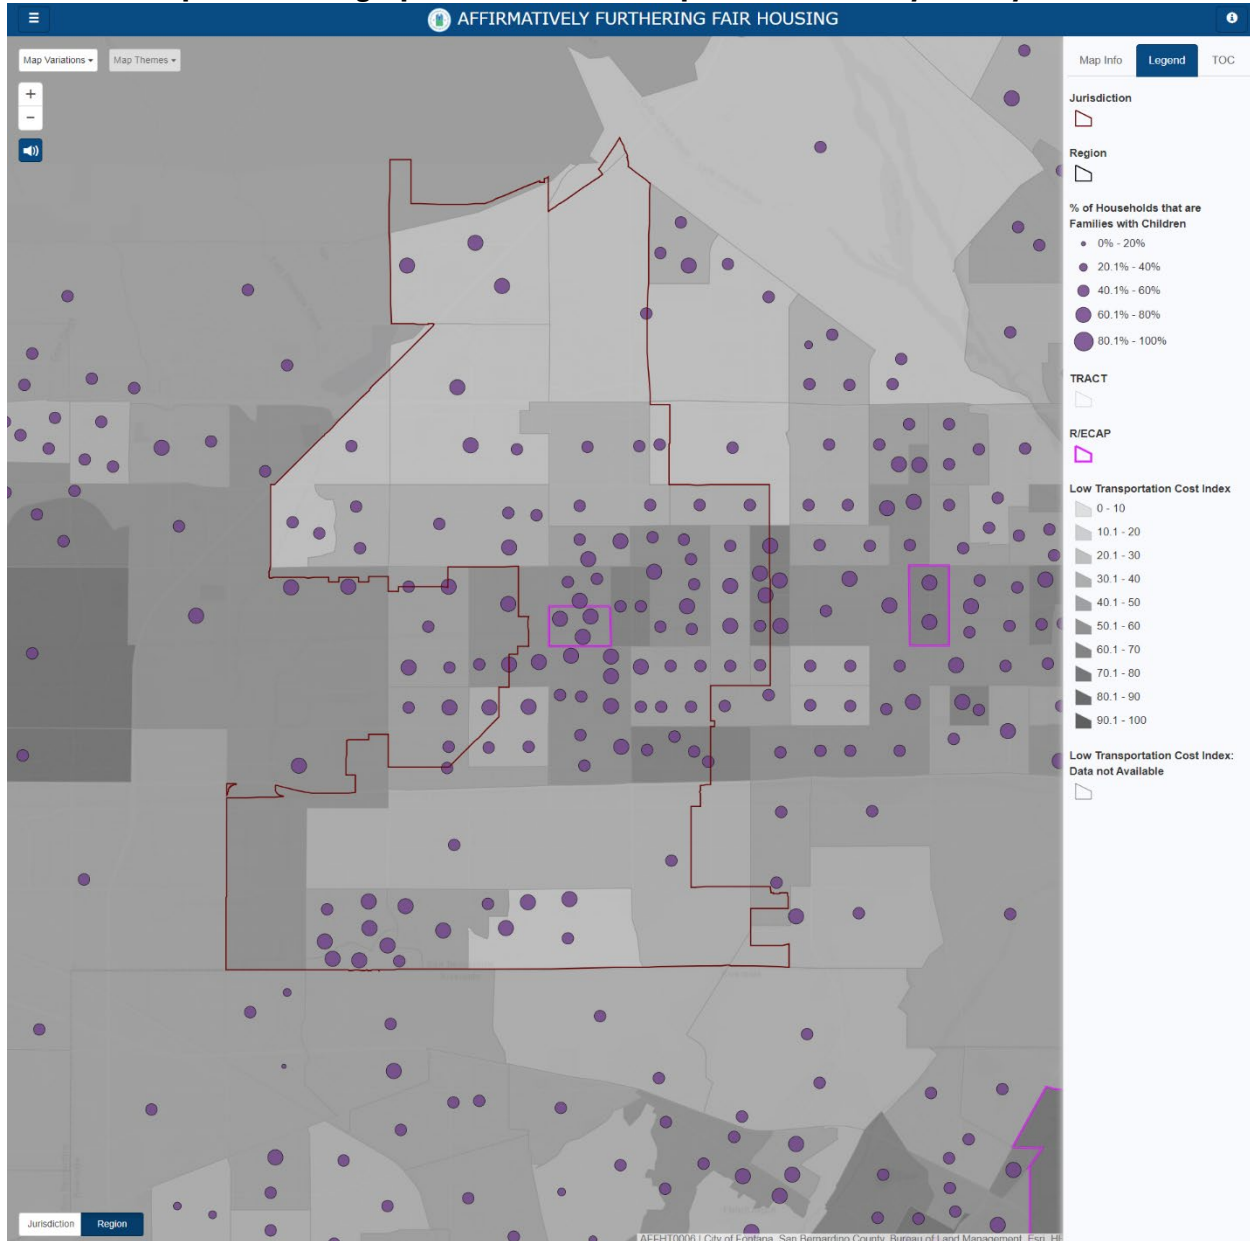 AFFIRMATIVELY FURTHERING FAIR HOUSING
Map Variations
Map Themes
+
−
Map Info
Legend
TOC
Jurisdiction
Region
% of Households that are
Families with Children
0% - 20%
20.1% - 40%
40.1% - 60%
60.1% - 80%
80.1% - 100%
TRACT
R/ECAP
Low Transportation Cost Index
0 - 10
10.1 - 20
20.1 - 30
30.1 - 40
40.1 - 50
50.1 - 60
60.1 - 70
70.1 - 80
80.1 - 90
90.1 - 100
Low Transportation Cost Index:
Data not Available
Jurisdiction
Region
AFFHT0006 | City of Fontana, San Bernardino County, Bureau of Land Management, Esri, HE